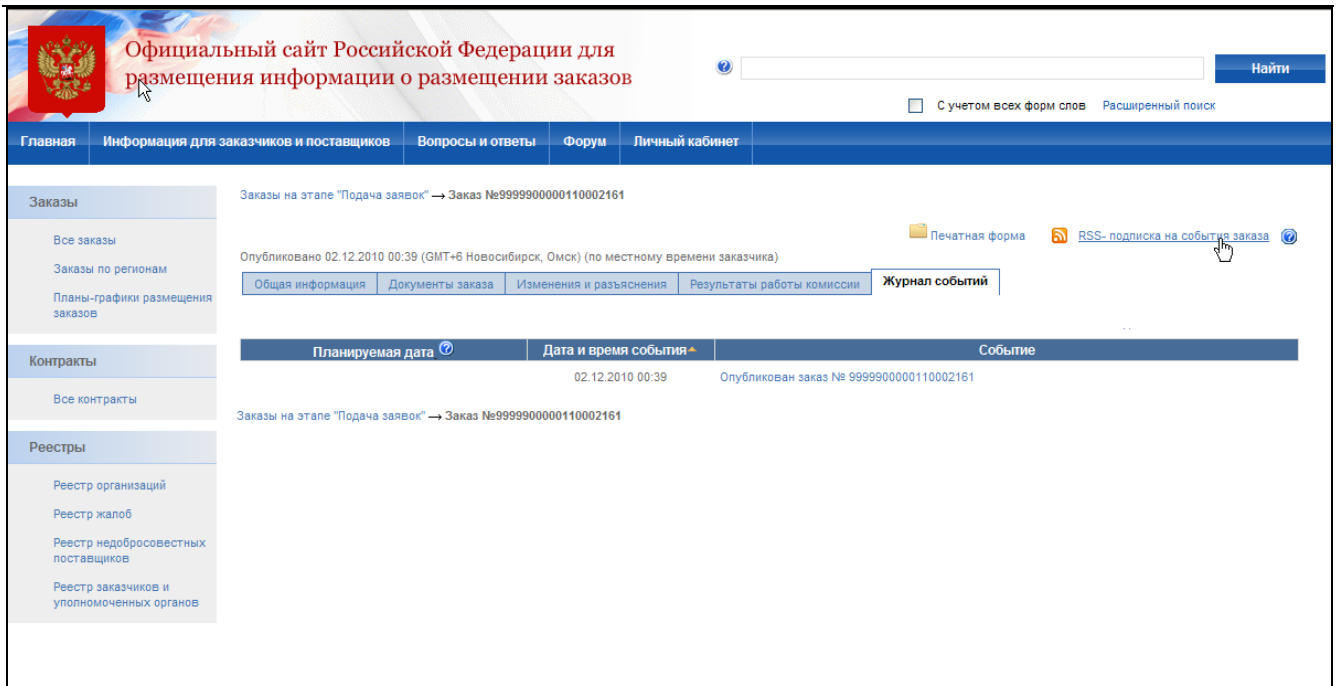 Официальный сайт Российской Федерации для
размещения информации о размещении заказов
Найти
С учетом всех форм слов Расширенный поиск
Главная Информация для заказчиков и поставщиков Вопросы и ответы Форум Личный кабинет
Заказы
Все заказы
Заказы по регионам
Планы-графики размещения
заказов
Контракты
Все контракты
Реестры
Реестр организаций
Реестр жалоб
Реестр недобросовестных
поставщиков
Реестр заказчиков и
уполномоченных органов
Заказы на этапе "Подача заявок" → Заказ №9999900000110002161
Печатная форма RSS- подписка на события заказа
Опубликовано 02.12.2010 00:39 (GMT+6 Новосибирск, Омск) (по местному времени заказчика)
Общая информация Документы заказа Изменения и разъяснения Результаты работы комиссии Журнал событий
Планируемая дата Дата и время события Событие
02.12.2010 00:39 Опубликован заказ № 9999900000110002161
Заказы на этапе "Подача заявок" → Заказ №9999900000110002161